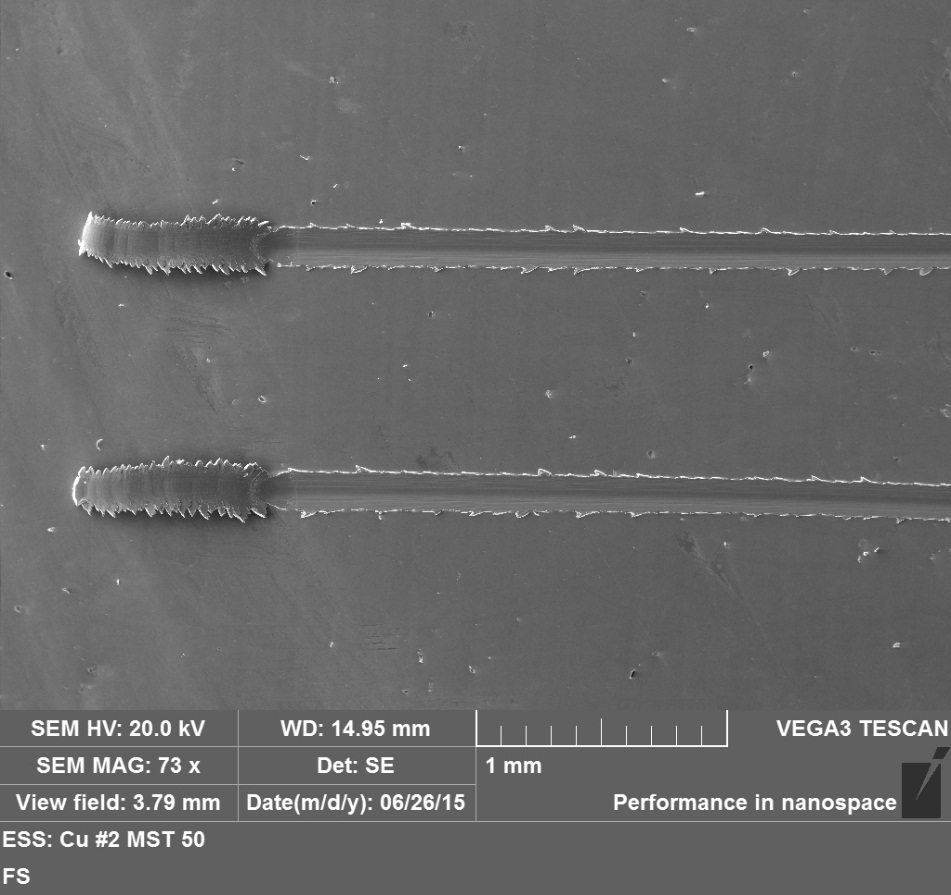 SEM HV: 20.0 kV WD: 14.95 mm VEGA3 TESCAN
SEM MAG: 73 x Det: SE 1 mm
View field: 3.79 mm Date(m/d/y): 06/26/15 Performance in nanospace
ESS: Cu #2 MST 50
FS